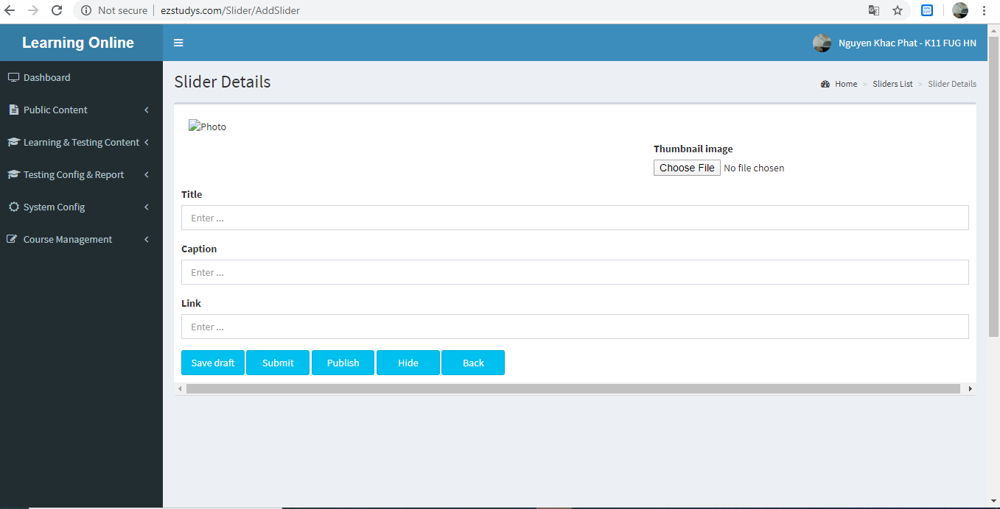 Not secure | ezstudys.com/Slider/AddSlider
Learning Online
Nguyen Khac Phat - K11 FUG HN
Dashboard
Public Content
Learning & Testing Content
Testing Config & Report
System Config
Course Management
Slider Details
Home > Sliders List > Slider Details
Photo
Thumbnail image
Choose File No file chosen
Title
Enter ...
Caption
Enter ...
Link
Enter ...
Save draft Submit Publish Hide Back